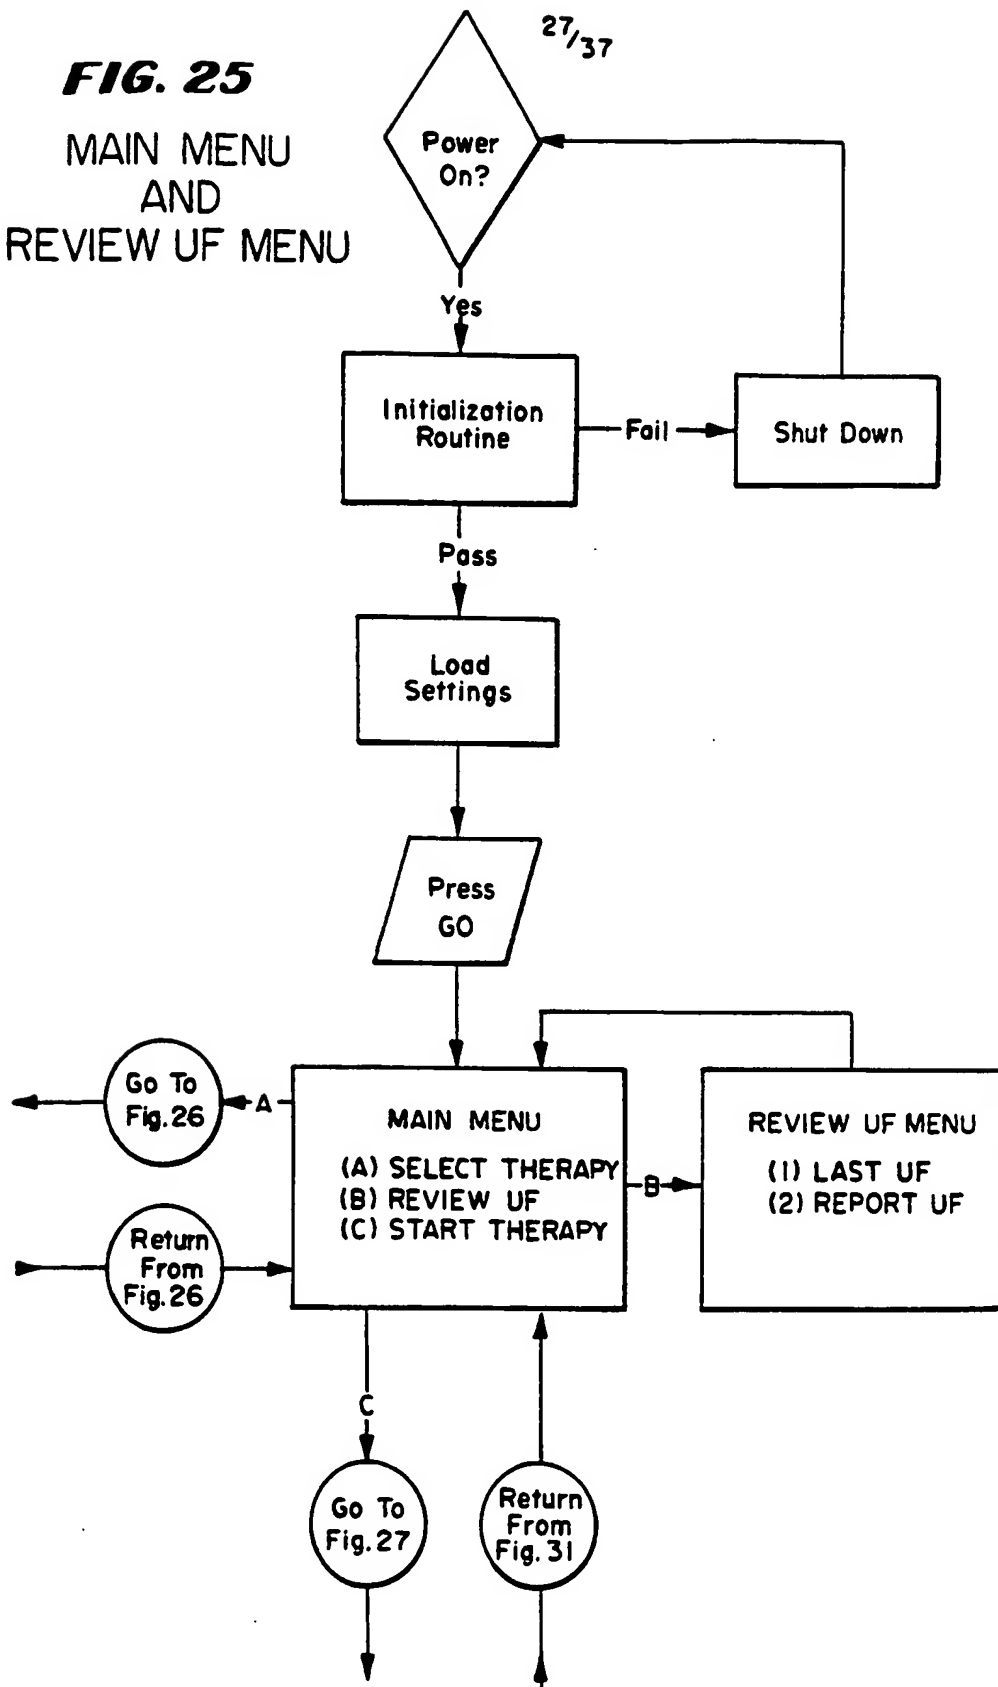 27/37
FIG. 25
MAIN MENU
AND
REVIEW UF MENU
Power
On?
Yes
Initialization
Routine
Fail
Shut Down
Pass
Load
Settings
Press
GO
Go To
Fig. 26
A
MAIN MENU
(A) SELECT THERAPY
(B) REVIEW UF
(C) START THERAPY
B
REVIEW UF MENU
(1) LAST UF
(2) REPORT UF
Return
From
Fig. 26
C
Go To
Fig. 27
Return
From
Fig. 31